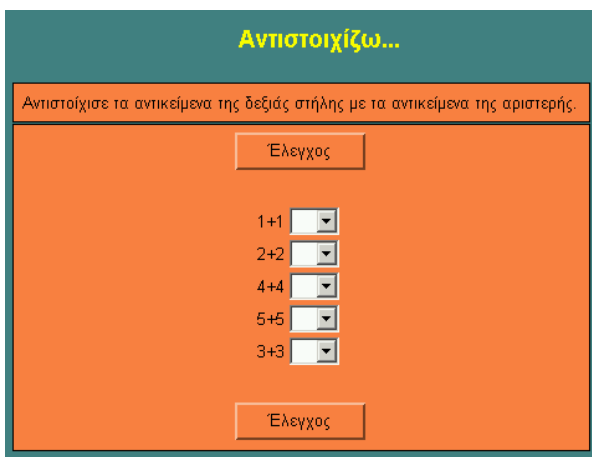 Αντιστοιχίζω...
Αντιστοίχισε τα αντικείμενα της δεξιάς στήλης με τα αντικείμενα της αριστερής.
Έλεγχος
1+1
2+2
4+4
5+5
3+3
Έλεγχος